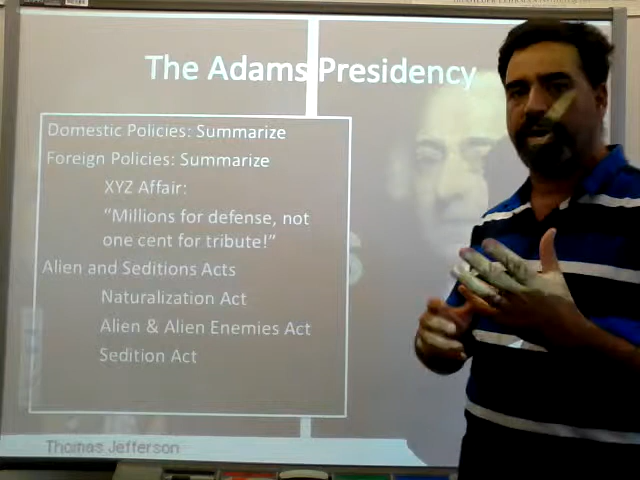 The Adams Presidency
Domestic Policies: Summarize
Foreign Policies: Summarize
XYZ Affair:
“Millions for defense, not
one cent for tribute!”
Alien and Seditions Acts
Naturalization Act
Alien & Alien Enemies Act
Sedition Act
Thomas Jefferson